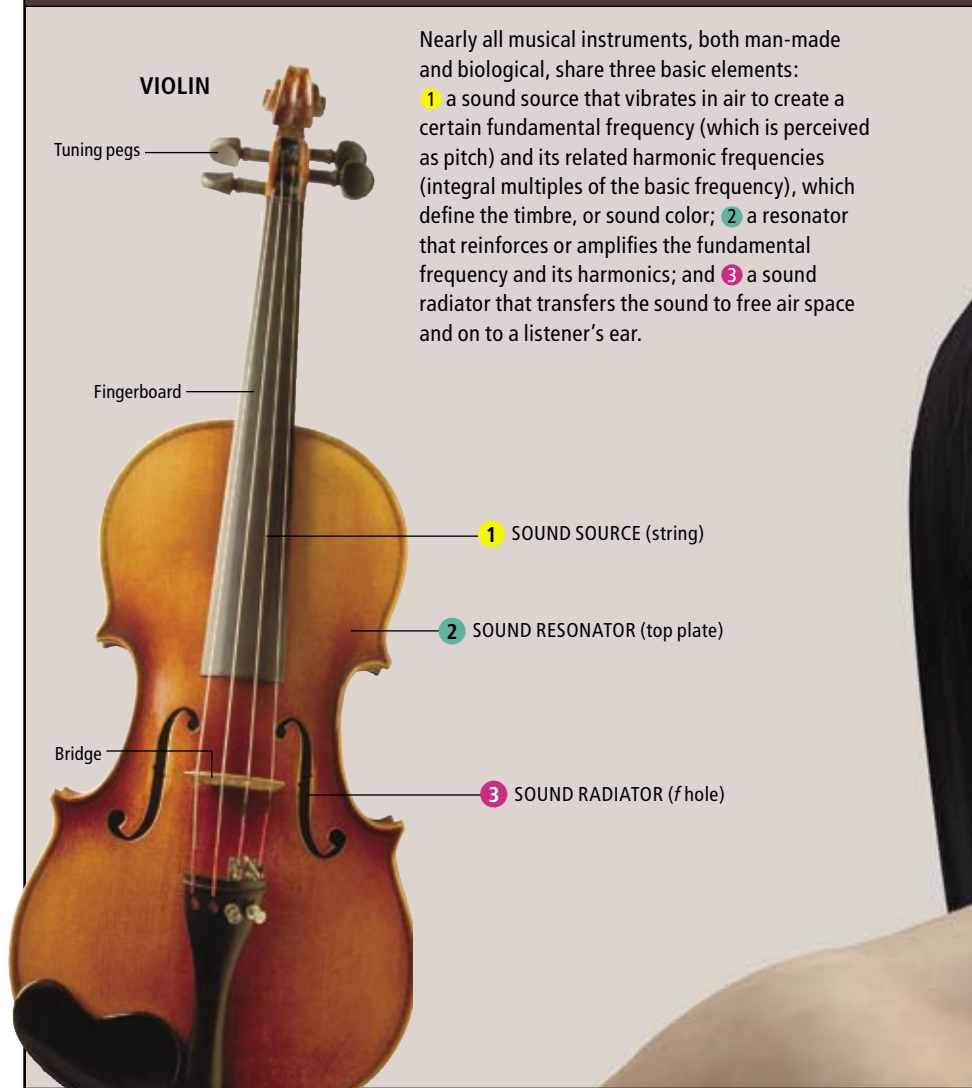 VIOLIN
Tuning pegs
Fingerboard
Bridge
Nearly all musical instruments, both man-made
and biological, share three basic elements:
1 a sound source that vibrates in air to create a
certain fundamental frequency (which is perceived
as pitch) and its related harmonic frequencies
(integral multiples of the basic frequency), which
define the timbre, or sound color; 2 a resonator
that reinforces or amplifies the fundamental
frequency and its harmonics; and 3 a sound
radiator that transfers the sound to free air space
and on to a listener’s ear.
1 SOUND SOURCE (string)
2 SOUND RESONATOR (top plate)
3 SOUND RADIATOR (f hole)